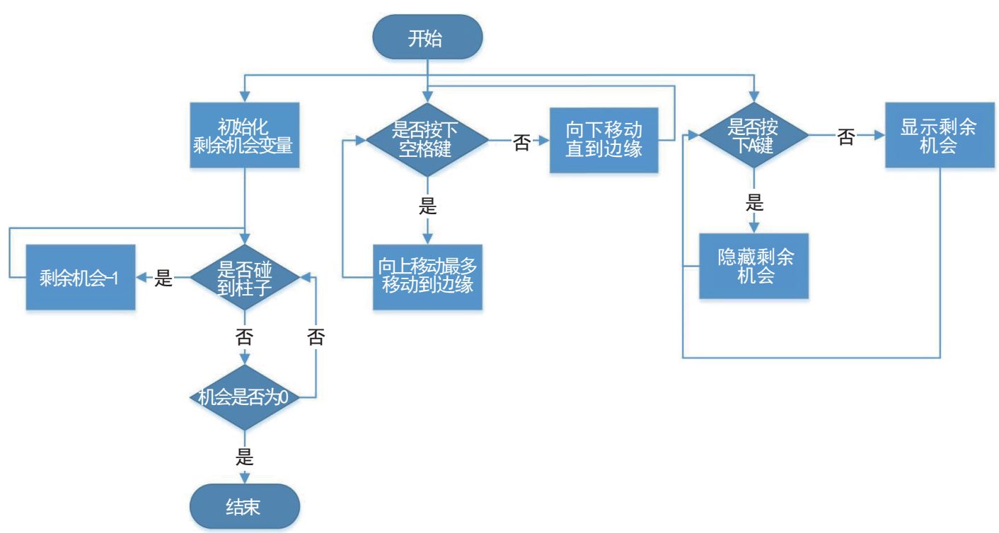 开始
初始化
剩余机会变量
是否按下
空格键
否
向下移动
直到边缘
是否按
下A键
否
显示剩余
机会
是
是
向上移动最多
移动到边缘
隐藏剩余
机会
剩余机会-1
是
是否碰
到柱子
否
否
机会是否为0
是
结束